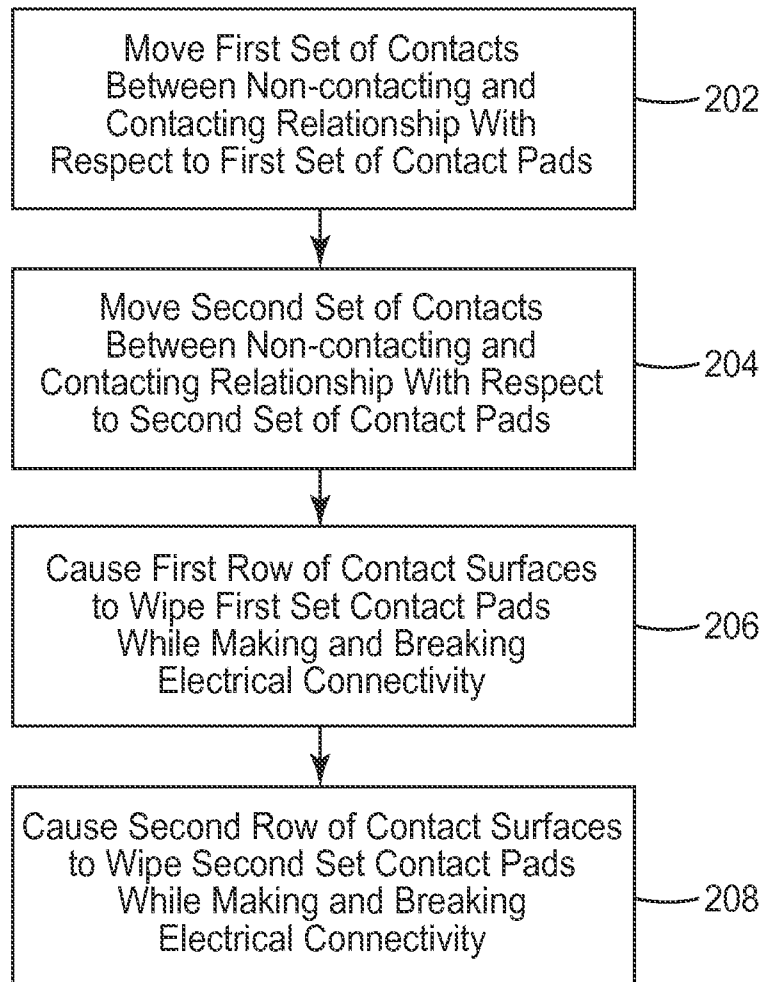 Move First Set of Contacts
Between Non-contacting and
Contacting Relationship With
Respect to First Set of Contact Pads
202
Move Second Set of Contacts
Between Non-contacting and
Contacting Relationship With Respect
to Second Set of Contact Pads
204
Cause First Row of Contact Surfaces
to Wipe First Set Contact Pads
While Making and Breaking
Electrical Connectivity
206
Cause Second Row of Contact Surfaces
to Wipe Second Set Contact Pads
While Making and Breaking
Electrical Connectivity
208